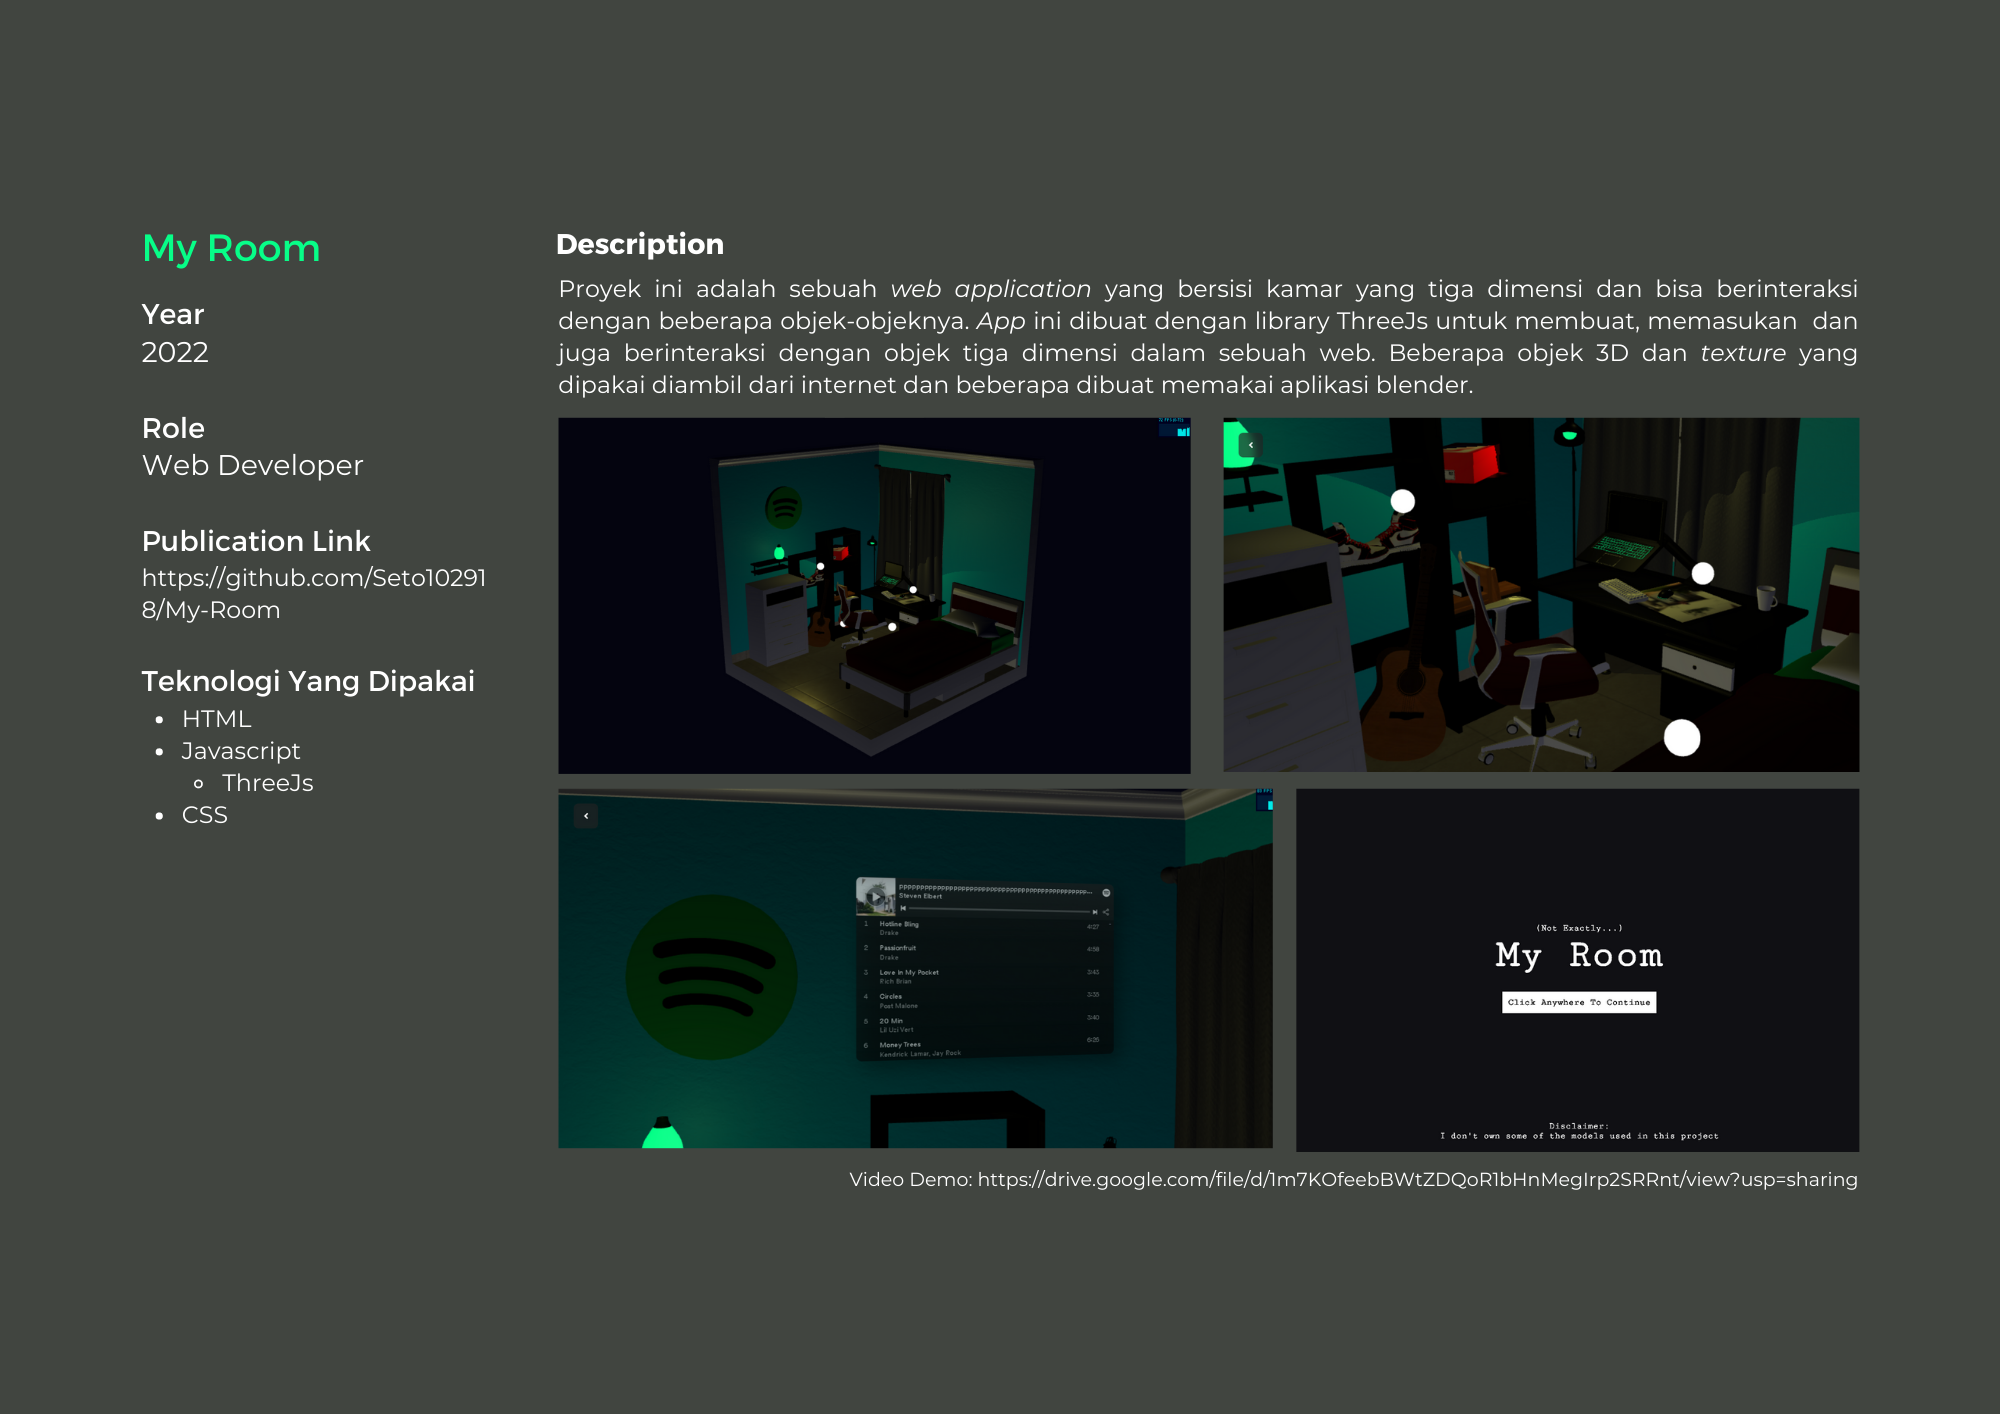 My Room
Year
2022
Role
Web Developer
Publication Link
https://github.com/Seto10291
8/My-Room
Teknologi Yang Dipakai
HTML
Javascript
ThreeJs
CSS
Description
Proyek ini adalah sebuah web application yang bersisi kamar yang tiga dimensi dan bisa berinteraksi
dengan beberapa objek-objeknya. App ini dibuat dengan library ThreeJs untuk membuat, memasukan dan
juga berinteraksi dengan objek tiga dimensi dalam sebuah web. Beberapa objek 3D dan texture yang
dipakai diambil dari internet dan beberapa dibuat memakai aplikasi blender.
Steven Elbert
1 Hotline Bling 4:27
Drake
2 Passionfruit 4:58
Drake
3 Love In My Pocket 3:43
Rich Brian
4 Circles 3:35
Post Malone
5 20 Min 3:40
Lil Uzi Vert
6 Money Trees 6:26
Kendrick Lamar, Jay Rock
(Not Exactly...)
My Room
Click Anywhere To Continue
Disclaimer:
I don't own some of the models used in this project
Video Demo: https://drive.google.com/file/d/1m7KOfeebBWtZDQoR1bHnMegIrp2SRRnt/view?usp=sharing